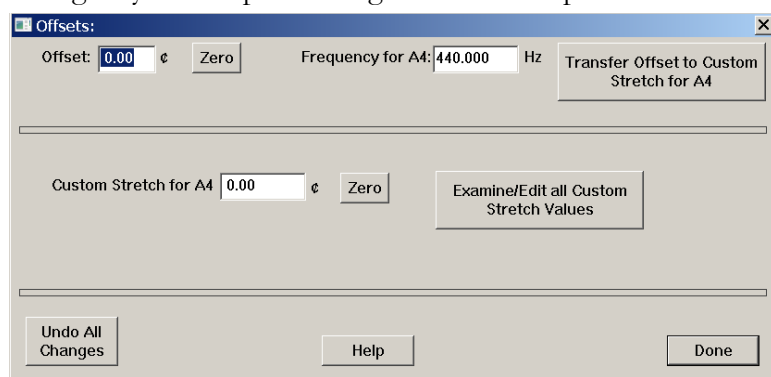 Offsets:
Offset: 0.00 ¢ Zero Frequency for A4: 440.000 Hz Transfer Offset to Custom
Stretch for A4
Custom Stretch for A4 0.00 ¢ Zero Examine/Edit all Custom
Stretch Values
Undo All
Changes Help Done